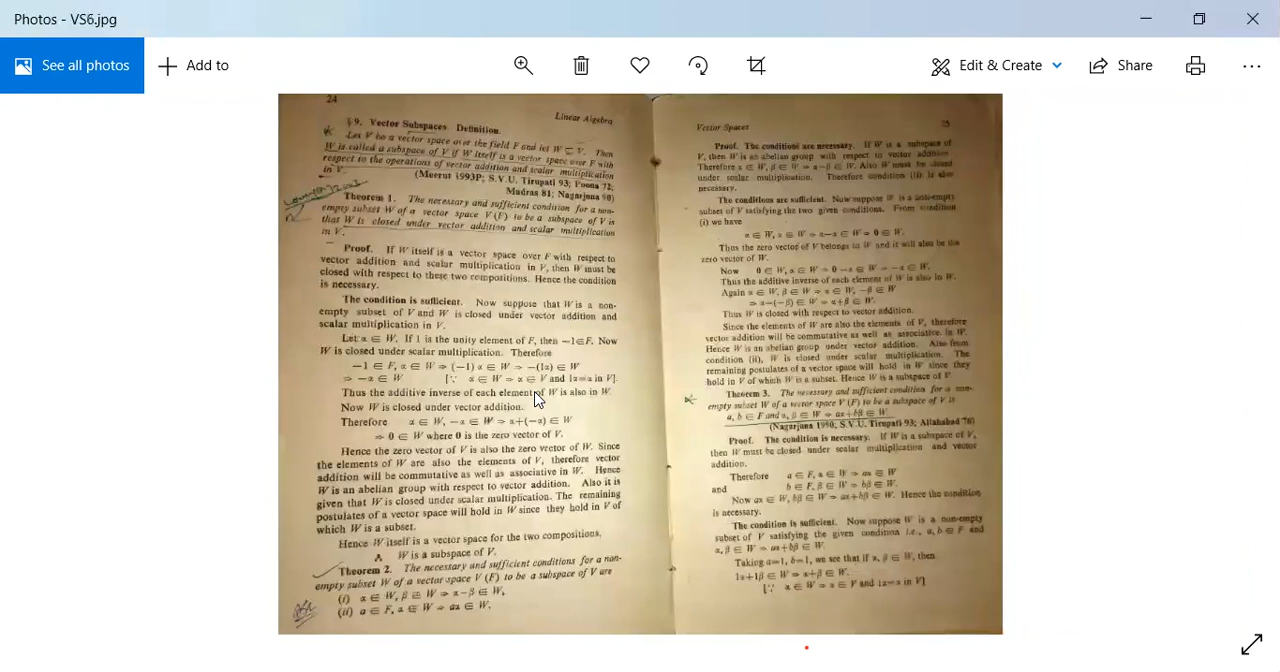 Photos - VS6.jpg
See all photos
Add to
Edit & Create
Share
24
Linear Algebra
§9. Vector Subspaces Definition.
Let V be a vector space over the field F and let W ⊆ V. Then
W is called a subspace of V if W itself is a vector space over F with
respect to the operations of vector addition and scalar multiplication
in V.
(Meerut 1993P; S.V.U. Tirupati 93; Poona 72;
Madras 81; Nagarjuna 90)
Theorem 1. The necessary and sufficient condition for a non-
empty subset W of a vector space V (F) to be a subspace of V is
that W is closed under vector addition and scalar multiplication
in V.
Proof. If W itself is a vector space over F with respect to
vector addition and scalar multiplication in V, then W must be
closed with respect to these two compositions. Hence the condition
is necessary.
The condition is sufficient. Now suppose that W is a non-
empty subset of V and W is closed under vector addition and
scalar multiplication in V.
Let α ∈ W. If 1 is the unity element of F, then −1∈F. Now
W is closed under scalar multiplication. Therefore
−1 ∈ F, α ∈ W ⇒ (−1) α ∈ W ⇒ −(1α) ∈ W
⇒ −α ∈ W [∵ α ∈ W ⇒ α ∈ V and 1α=α in V].
Thus the additive inverse of each element of W is also in W.
Now W is closed under vector addition.
Therefore α ∈ W, −α ∈ W ⇒ α+(−α) ∈ W
⇒ 0 ∈ W where 0 is the zero vector of V.
Hence the zero vector of V is also the zero vector of W. Since
the elements of W are also the elements of V, therefore vector
addition will be commutative as well as associative in W. Hence
W is an abelian group with respect to vector addition. Also it is
given that W is closed under scalar multiplication. The remaining
postulates of a vector space will hold in W since they hold in V of
which W is a subset.
Hence W itself is a vector space for the two compositions.
∴ W is a subspace of V.
Theorem 2. The necessary and sufficient conditions for a non-
empty subset W of a vector space V (F) to be a subspace of V are
(i) α ∈ W, β ∈ W ⇒ α−β ∈ W,
(ii) a ∈ F, α ∈ W ⇒ aα ∈ W.
Vector Spaces
25
Proof. The conditions are necessary. If W is a subspace of
V, then W is an abelian group with respect to vector addition.
Therefore α ∈ W, β ∈ W ⇒ α−β ∈ W. Also W must be closed
under scalar multiplication. Therefore condition (ii) is also
necessary.
The conditions are sufficient. Now suppose W is a non-empty
subset of V satisfying the two given conditions. From condition
(i) we have
α ∈ W, α ∈ W ⇒ α−α ∈ W ⇒ 0 ∈ W.
Thus the zero vector of V belongs to W and it will also be the
zero vector of W.
Now 0 ∈ W, α ∈ W ⇒ 0−α ∈ W ⇒ −α ∈ W.
Thus the additive inverse of each element of W is also in W.
Again α ∈ W, β ∈ W ⇒ α ∈ W, −β ∈ W
⇒ α−(−β) ∈ W ⇒ α+β ∈ W.
Thus W is closed with respect to vector addition.
Since the elements of W are also the elements of V, therefore
vector addition will be commutative as well as associative in W.
Hence W is an abelian group under vector addition. Also from
condition (ii), W is closed under scalar multiplication. The
remaining postulates of a vector space will hold in W since they
hold in V of which W is a subset. Hence W is a subspace of V
Theorem 3. The necessary and sufficient condition for a non-
empty subset W of a vector space V (F) to be a subspace of V is
a, b ∈ F and α, β ∈ W ⇒ aα+bβ ∈ W.
(Nagarjuna 1990; S.V.U. Tirupati 93; Allahabad 76)
Proof. The condition is necessary. If W is a subspace of V,
then W must be closed under scalar multiplication and vector
addition.
Therefore a ∈ F, α ∈ W ⇒ aα ∈ W
and b ∈ F, β ∈ W ⇒ bβ ∈ W.
Now aα ∈ W, bβ ∈ W ⇒ aα+bβ ∈ W. Hence the condition
is necessary.
The condition is sufficient. Now suppose W is a non-empty
subset of V satisfying the given condition i.e., a, b ∈ F and
α, β ∈ W ⇒ aα+bβ ∈ W.
Taking a=1, b=1, we see that if α, β ∈ W, then
1α+1β ∈ W ⇒ α+β ∈ W.
[∵ α ∈ W ⇒ α ∈ V and 1α=α in V]